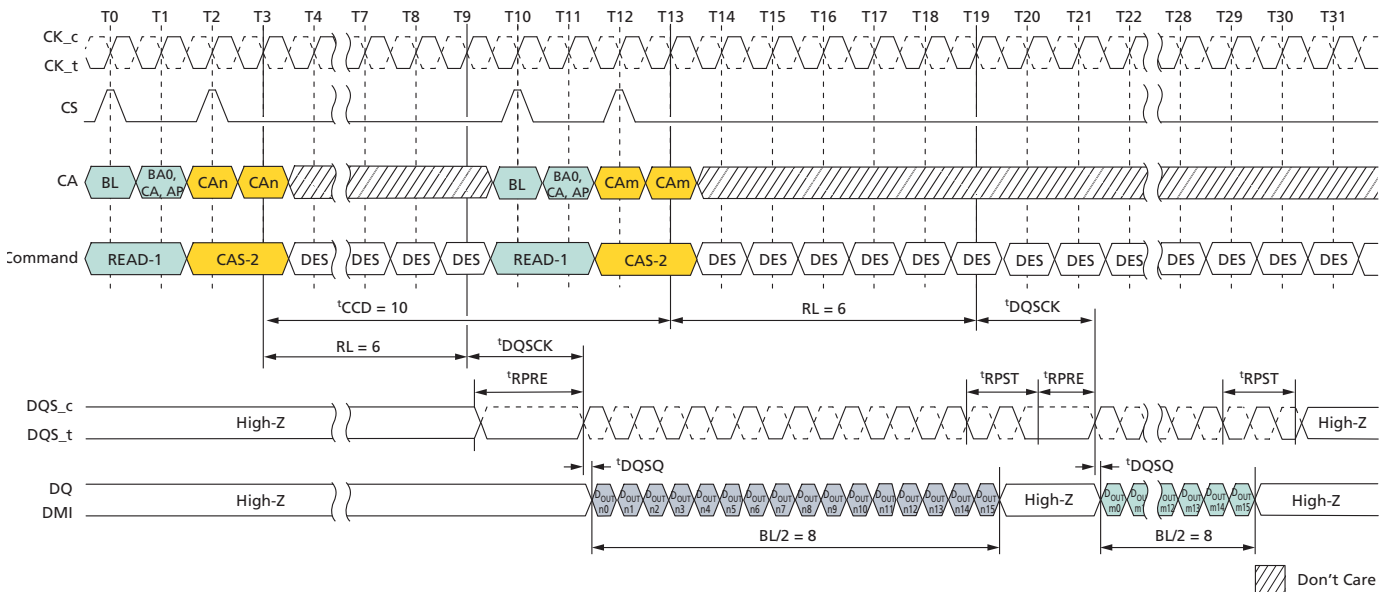 T0 T1 T2 T3 T4 T7 T8 T9 T10 T11 T12 T13 T14 T15 T16 T17 T18 T19 T20 T21 T22 T28 T29 T30 T31
CK_c
CK_t
CS
CA BL BA0, CA, AP CAn CAn BL BA0, CA, AP CAm CAm
Command READ-1 CAS-2 DES DES DES DES READ-1 CAS-2 DES DES DES DES DES DES DES DES DES DES DES DES DES
tCCD = 10 RL = 6 tDQSCK
RL = 6 tDQSCK
tRPRE tRPST tRPRE tRPST
DQS_c
DQS_t
High-Z High-Z
tDQSQ tDQSQ
DQ
DMI
High-Z DOUT n0 DOUT n1 DOUT n2 DOUT n3 DOUT n4 DOUT n5 DOUT n6 DOUT n7 DOUT n8 DOUT n9 DOUT n10 DOUT n11 DOUT n12 DOUT n13 DOUT n14 DOUT n15 High-Z DOUT m0 DOUT m1 DOUT m12 DOUT m13 DOUT m14 DOUT m15 High-Z
BL/2 = 8 BL/2 = 8
Don't Care